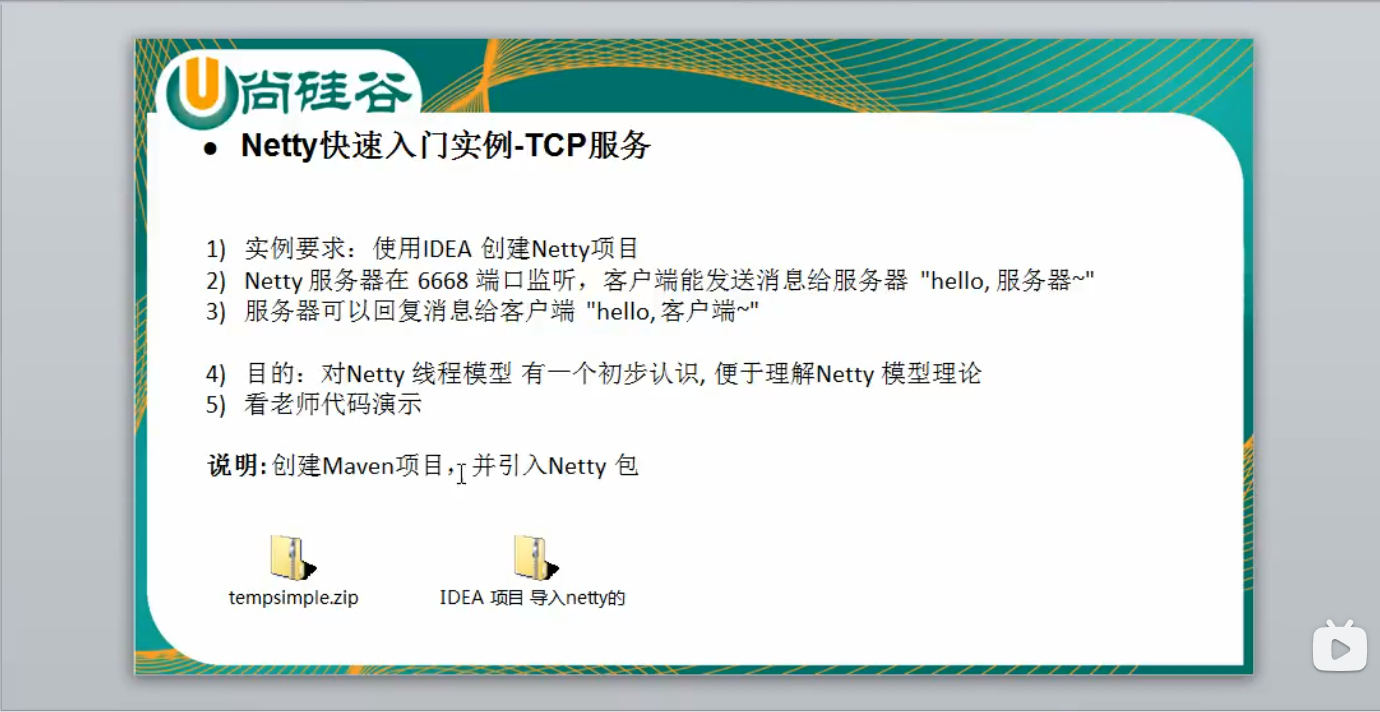 尚硅谷
● Netty快速入门实例-TCP服务
1) 实例要求：使用IDEA 创建Netty项目
2) Netty 服务器在 6668 端口监听，客户端能发送消息给服务器 "hello, 服务器~"
3) 服务器可以回复消息给客户端 "hello, 客户端~"
4) 目的：对Netty 线程模型 有一个初步认识, 便于理解Netty 模型理论
5) 看老师代码演示
说明: 创建Maven项目，并引入Netty 包
tempsimple.zip
IDEA 项目 导入netty的